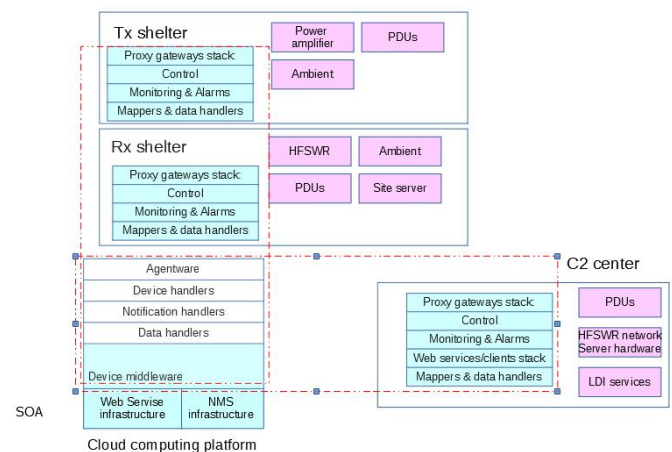 Tx shelter
Proxy gateways stack:
Control
Monitoring & Alarms
Mappers & data handlers
Power
amplifier
PDUs
Ambient
Rx shelter
Proxy gateways stack:
Control
Monitoring & Alarms
Mappers & data handlers
HFSWR
Ambient
PDUs
Site server
Agentware
Device handlers
Notification handlers
Data handlers
Device middleware
Web Servise
infrastructure
NMS
infrastructure
SOA
Cloud computing platform
C2 center
Proxy gateways stack:
Control
Monitoring & Alarms
Web services/clients stack
Mappers & data handlers
PDUs
HFSWR network
Server hardware
LDI services